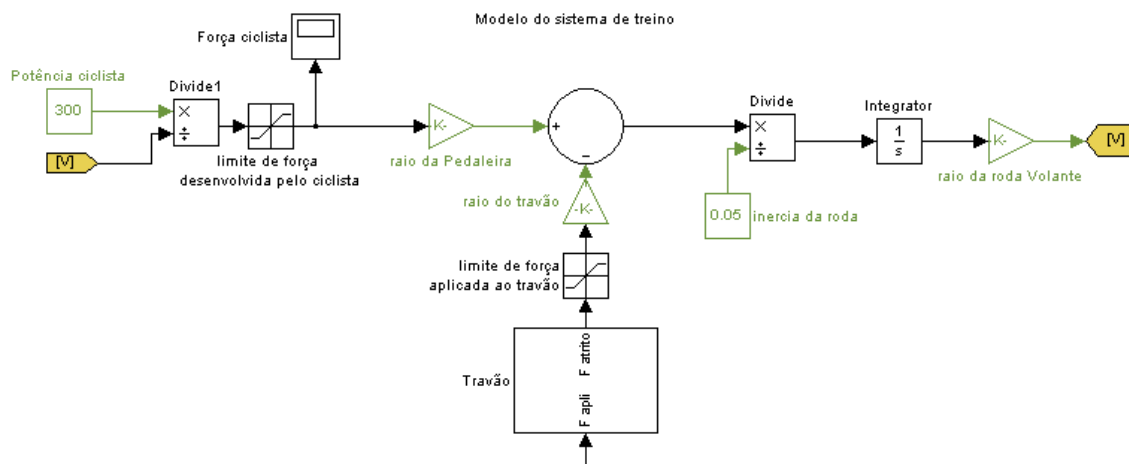 Modelo do sistema de treino
Força ciclista
Potência ciclista
300
Divide1
×
÷
[V]
limite de força
desenvolvida pelo ciclista
K-
raio da Pedaleira
+
−
raio do travão
-K-
limite de força
aplicada ao travão
Travão
F atrito
F apli
Divide
×
÷
0.05
inercia da roda
Integrator
1
s
K-
raio da roda Volante
[V]